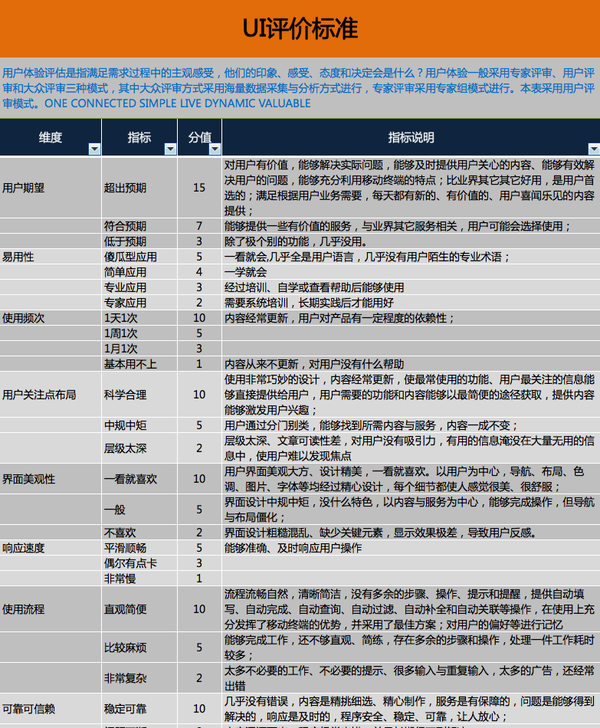 UI评价标准
用户体验评估是指满足需求过程中的主观感受，他们的印象、感受、态度和决定会是什么？用户体验一般采用专家评审、用户评
审和大众评审三种模式，其中大众评审方式采用海量数据采集与分析方式进行，专家评审采用专家组模式进行。本表采用用户评
审模式。ONE CONNECTED SIMPLE LIVE DYNAMIC VALUABLE
维度 指标 分值 指标说明
用户期望 超出预期 15 对用户有价值，能够解决实际问题，能够及时提供用户关心的内容、能够有效解
决用户的问题，能够充分利用移动终端的特点；比业界其它其它好用，是用户首
选的；满足根据用户业务需要，每天都有新的、有价值的、用户喜闻乐见的内容
提供；
符合预期 7 能够提供一些有价值的服务，与业界其它服务相关，用户可能会选择使用；
低于预期 3 除了极个别的功能，几乎没用。
易用性 傻瓜型应用 5 一看就会,几乎全是用户语言，几乎没有用户陌生的专业术语；
简单应用 4 一学就会
专业应用 3 经过培训、自学或查看帮助后能够使用
专家应用 2 需要系统培训，长期实践后才能用好
使用频次 1天1次 10 内容经常更新，用户对产品有一定程度的依赖性；
1周1次 5
1月1次 3
基本用不上 1 内容从来不更新，对用户没有什么帮助
用户关注点布局 科学合理 10 使用非常巧妙的设计，内容经常更新，使最常使用的功能、用户最关注的信息能
够直接提供给用户，用户需要的功能和内容能够以最简便的途径获取，提供内容
能够激发用户兴趣；
中规中矩 5 用户通过分门别类，能够找到所需内容与服务，内容一成不变；
层级太深 2 层级太深、文章可读性差，对用户没有吸引力，有用的信息淹没在大量无用的信
息中，使用户难以发现焦点
界面美观性 一看就喜欢 10 用户界面美观大方、设计精美，一看就喜欢。以用户为中心，导航、布局、色
调、图片、字体等均经过精心设计，每个细节都使人感觉很美、很舒服；
一般 5 界面设计中规中矩，没什么特色，以内容与服务为中心，能够完成操作，但导航
与布局僵化；
不喜欢 2 界面设计粗糙混乱、缺少关键元素，显示效果极差，导致用户反感。
响应速度 平滑顺畅 5 能够准确、及时响应用户操作
偶尔有点卡 3
非常慢 1
使用流程 直观简便 10 流程流畅自然，清晰简洁，没有多余的步骤、操作、提示和提醒，提供自动填
写、自动完成、自动查询、自动过滤、自动补全和自动关联等操作，在使用上充
分发挥了移动终端的优势，并采用了最佳方案；对用户的偏好等进行记忆
比较麻烦 5 能够完成工作，还不够直观、简练，存在多余的步骤和操作，处理一件工作耗时
较多；
非常复杂 2 太多不必要的工作、不必要的提示、很多输入与重复输入，太多的广告，还经常
出错
可靠可信赖 稳定可靠 10 几乎没有错误，内容是精挑细选、精心制作，服务是有保障的，问题是能够得到
解决的，响应是及时的，程序安全、稳定、可靠，让人放心；